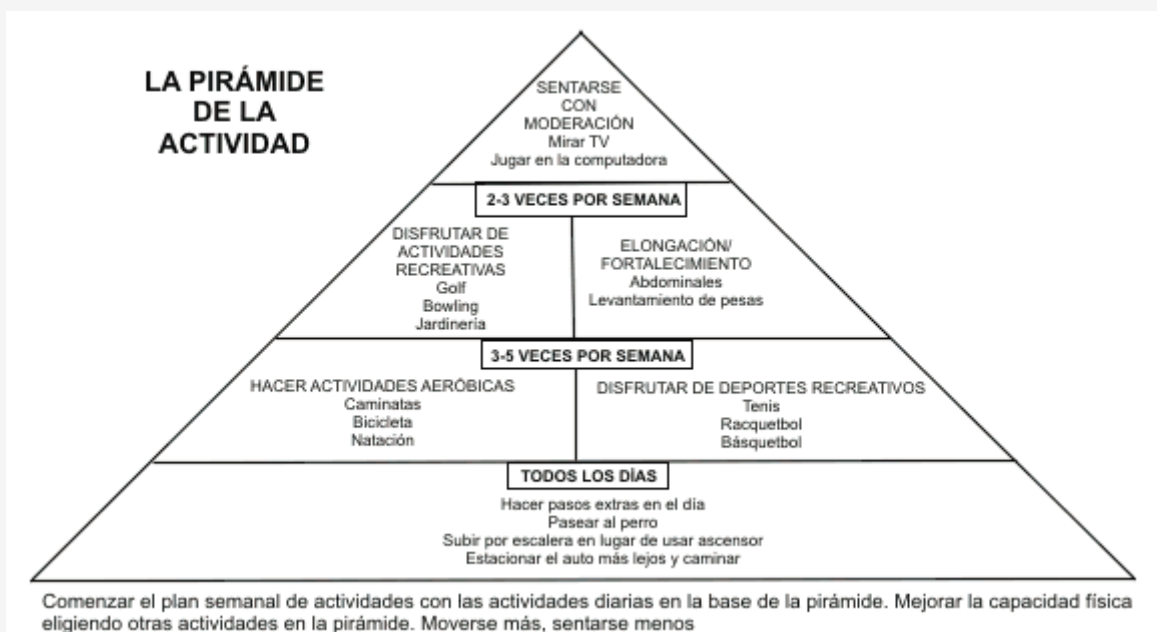 LA PIRÁMIDE
DE LA
ACTIVIDAD
SENTARSE
CON
MODERACIÓN
Mirar TV
Jugar en la computadora
2-3 VECES POR SEMANA
DISFRUTAR DE
ACTIVIDADES
RECREATIVAS
Golf
Bowling
Jardinería
ELONGACIÓN/
FORTALECIMIENTO
Abdominales
Levantamiento de pesas
3-5 VECES POR SEMANA
HACER ACTIVIDADES AERÓBICAS
Caminatas
Bicicleta
Natación
DISFRUTAR DE DEPORTES RECREATIVOS
Tenis
Racquetbol
Básquetbol
TODOS LOS DÍAS
Hacer pasos extras en el día
Pasear al perro
Subir por escalera en lugar de usar ascensor
Estacionar el auto más lejos y caminar
Comenzar el plan semanal de actividades con las actividades diarias en la base de la pirámide. Mejorar la capacidad física
eligiendo otras actividades en la pirámide. Moverse más, sentarse menos